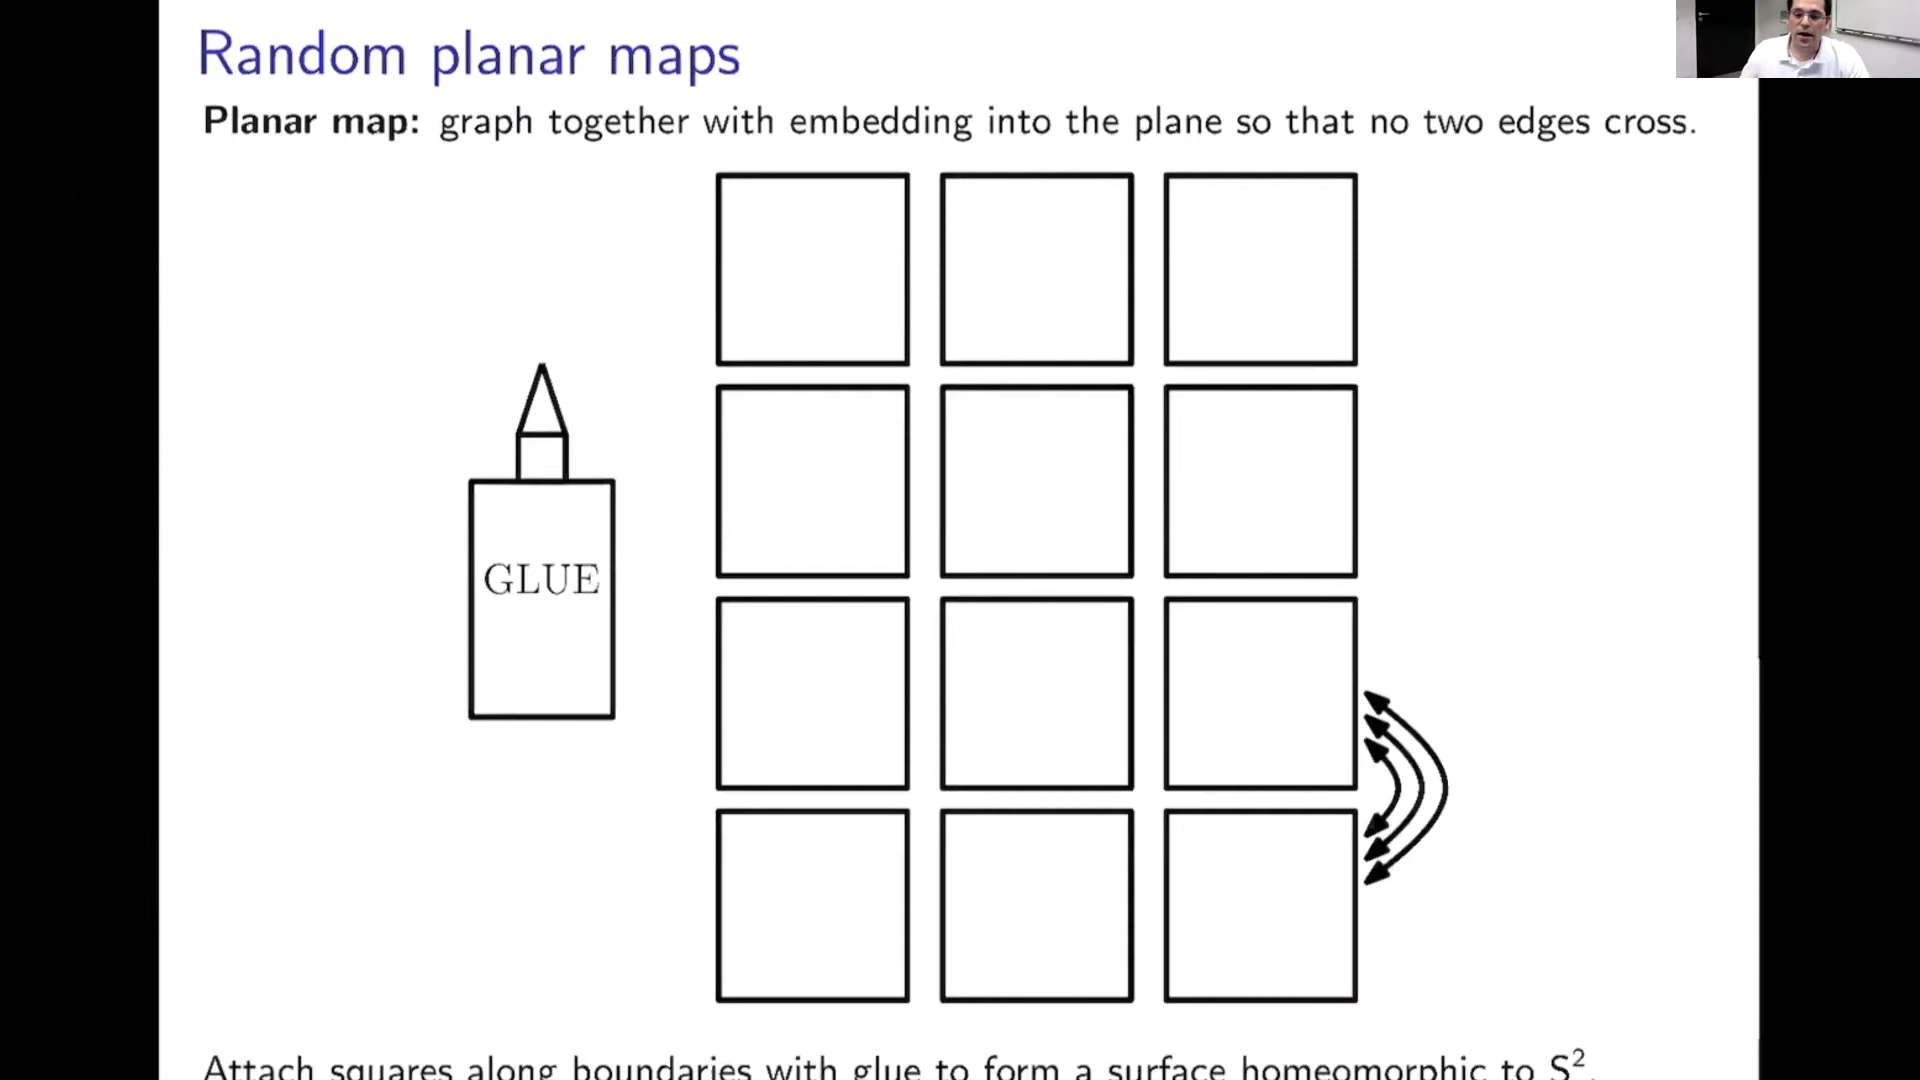 Random planar maps
Planar map: graph together with embedding into the plane so that no two edges cross.
GLUE
Attach squares along boundaries with glue to form a surface homeomorphic to S².